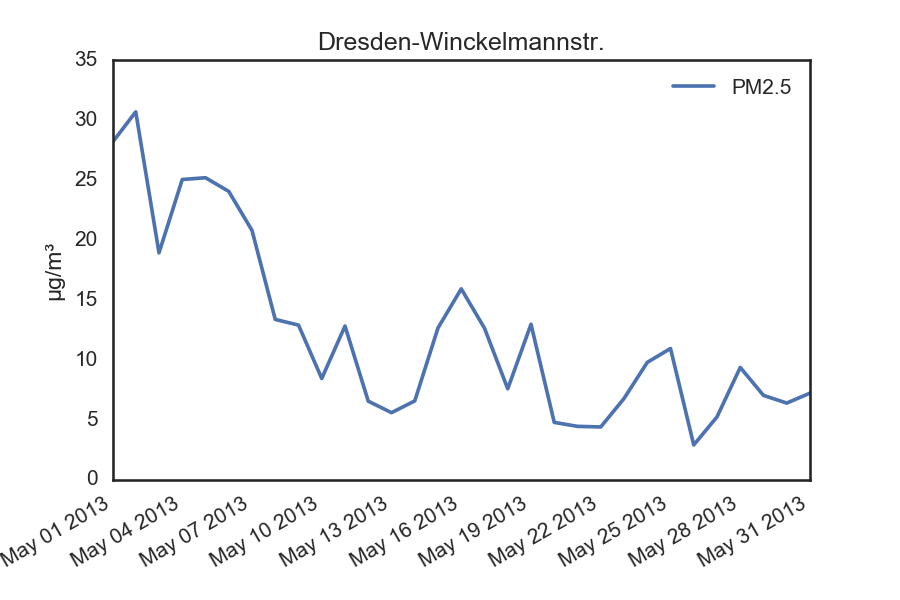 Dresden-Winckelmannstr.
35
30
25
20
15
10
5
0
µg/m³
PM2.5
May 01 2013
May 04 2013
May 07 2013
May 10 2013
May 13 2013
May 16 2013
May 19 2013
May 22 2013
May 25 2013
May 28 2013
May 31 2013